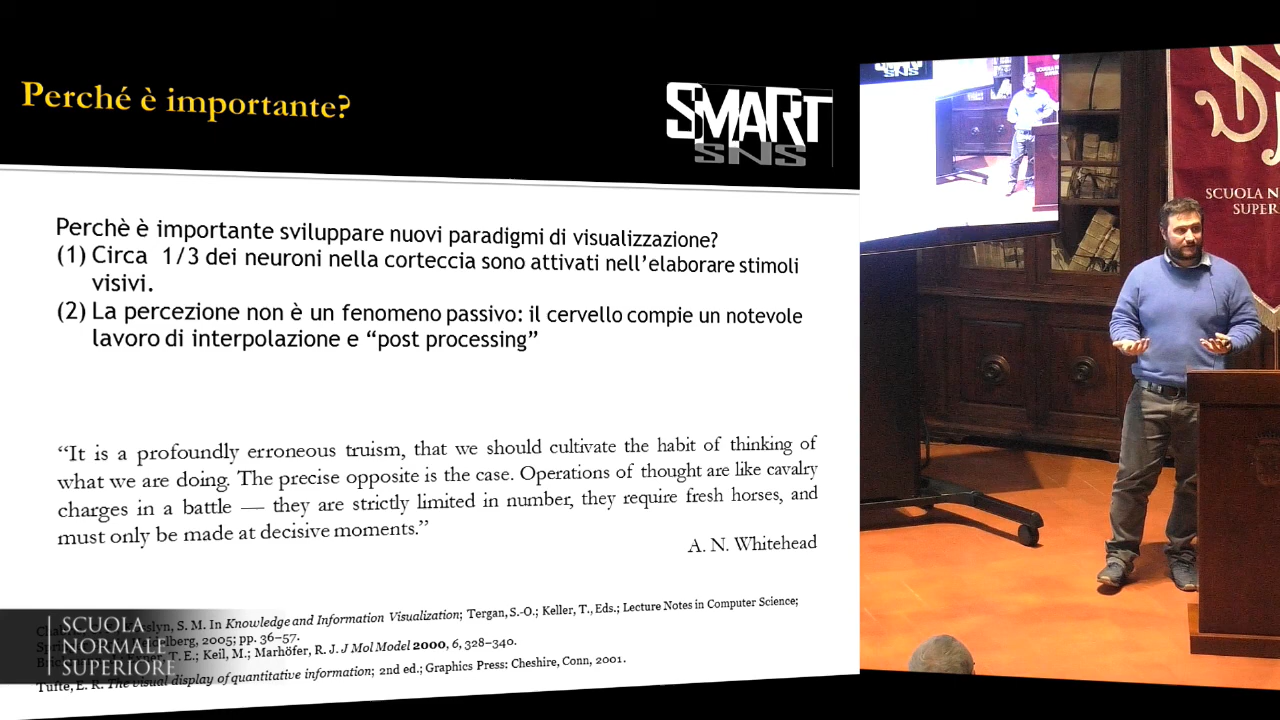 Perché è importante?
SMART
SNS
Perchè è importante sviluppare nuovi paradigmi di visualizzazione?
(1) Circa 1/3 dei neuroni nella corteccia sono attivati nell’elaborare stimoli
visivi.
(2) La percezione non è un fenomeno passivo: il cervello compie un notevole
lavoro di interpolazione e “post processing”
“It is a profoundly erroneous truism, that we should cultivate the habit of thinking of
what we are doing. The precise opposite is the case. Operations of thought are like cavalry
charges in a battle — they are strictly limited in number, they require fresh horses, and
must only be made at decisive moments.”
A. N. Whitehead
S. M. In Knowledge and Information Visualization; Tergan, S.-O.; Keller, T., Eds.; Lecture Notes in Computer Science;
2005; pp. 36–57.
T. E.; Keil, M.; Marhöfer, R. J. J Mol Model 2000, 6, 328–340.
Tufte, E. R. The visual display of quantitative information; 2nd ed.; Graphics Press: Cheshire, Conn, 2001.
SCUOLA
NORMALE
SUPERIORE
SNS
SCUOLA N
SUPER